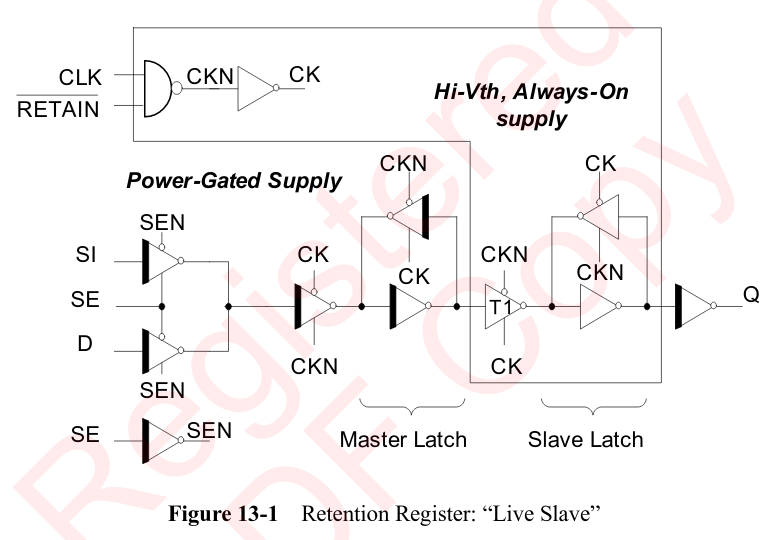 CLK
CKN
CK
RETAIN
Hi-Vth, Always-On
supply
Power-Gated Supply
CKN
CK
SEN
SI
CK
CKN
CK
CKN
SE
T1
Q
D
CKN
CK
SEN
SE
SEN
Master Latch
Slave Latch
Figure 13-1 Retention Register: “Live Slave”
Registered
PDF Copy